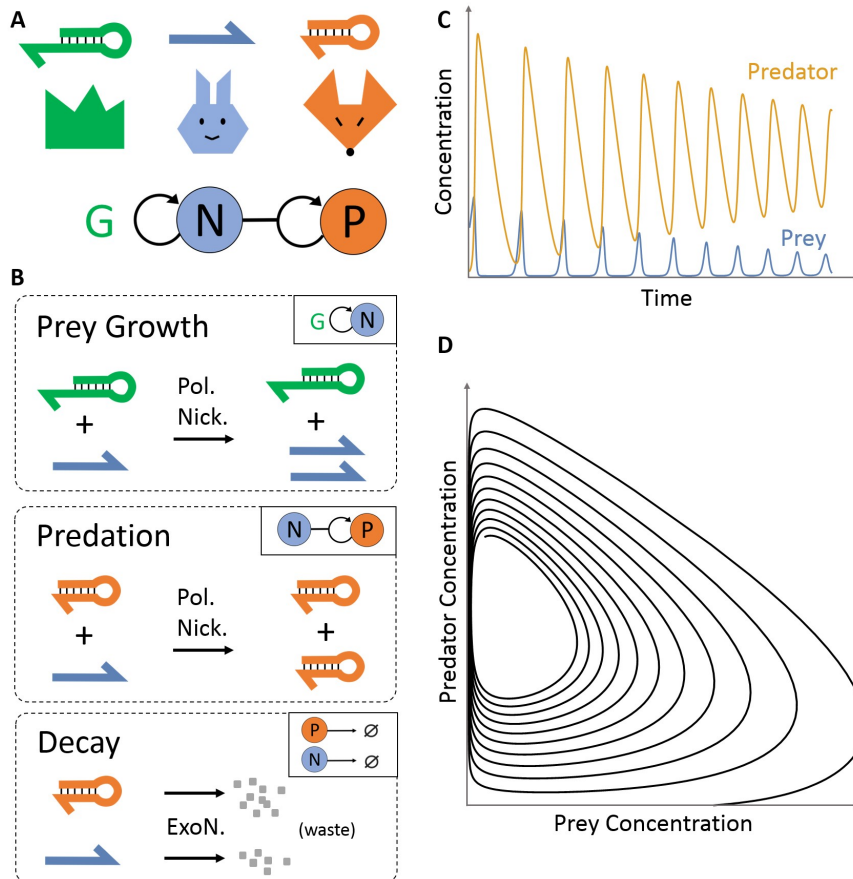 A
G
N
P
B
Prey Growth
G
N
Pol.
Nick.
+
+
Predation
N
P
Pol.
Nick.
+
+
Decay
P
∅
N
∅
ExoN.
(waste)
C
Concentration
Predator
Prey
Time
D
Predator Concentration
Prey Concentration